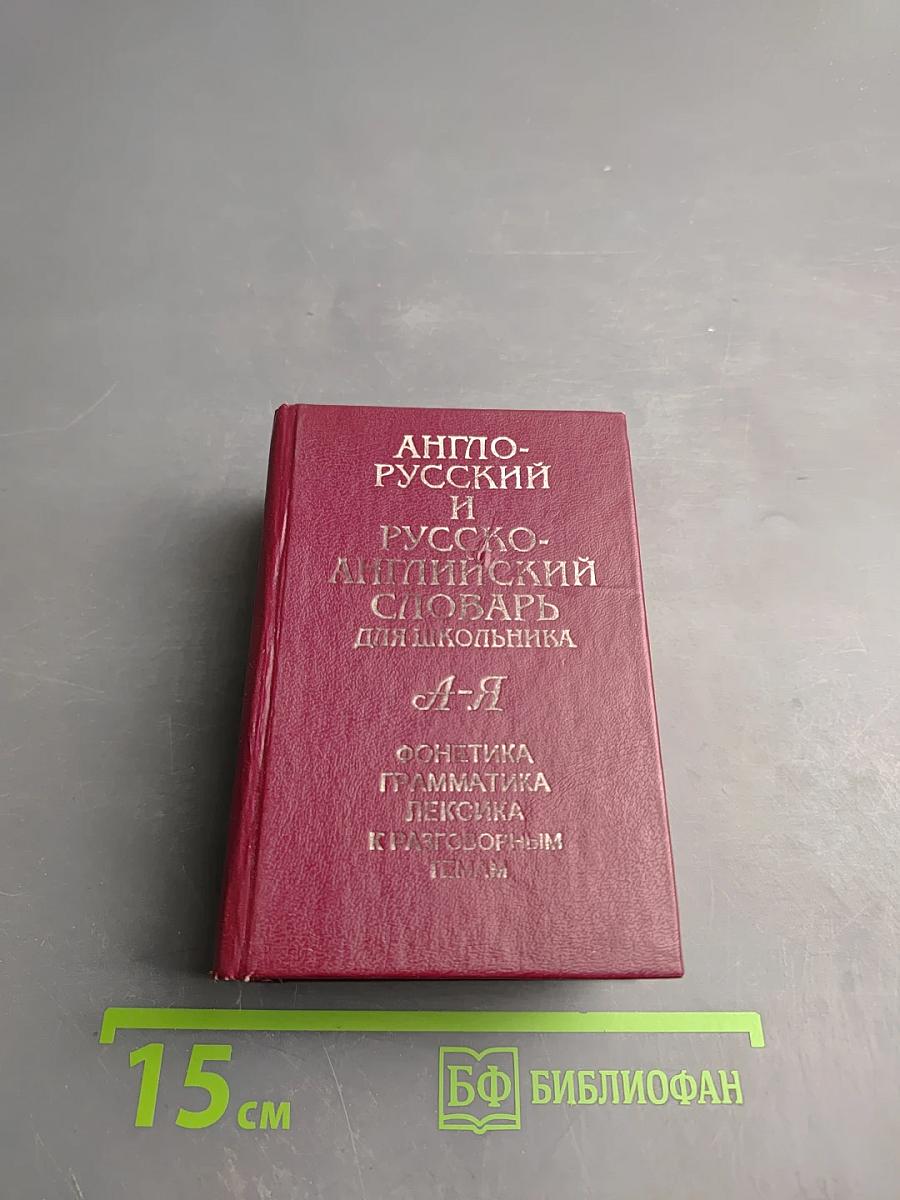 АНГЛО-
РУССКИЙ
И
РУССКО-
АНГЛИЙСКИЙ
СЛОВАРЬ
ДЛЯ ШКОЛЬНИКА
А-Я
ФОНЕТИКА
ГРАММАТИКА
ЛЕКСИКА
К РАЗГОВОРНЫМ
ТЕМАМ
15 см
БФ БИБЛИОФАН